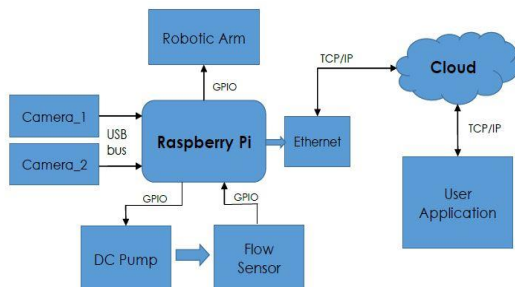 Robotic Arm
TCP/IP
Cloud
GPIO
Camera_1
USB
bus
Camera_2
Raspberry Pi
Ethernet
TCP/IP
User
Application
GPIO
GPIO
DC Pump
Flow
Sensor